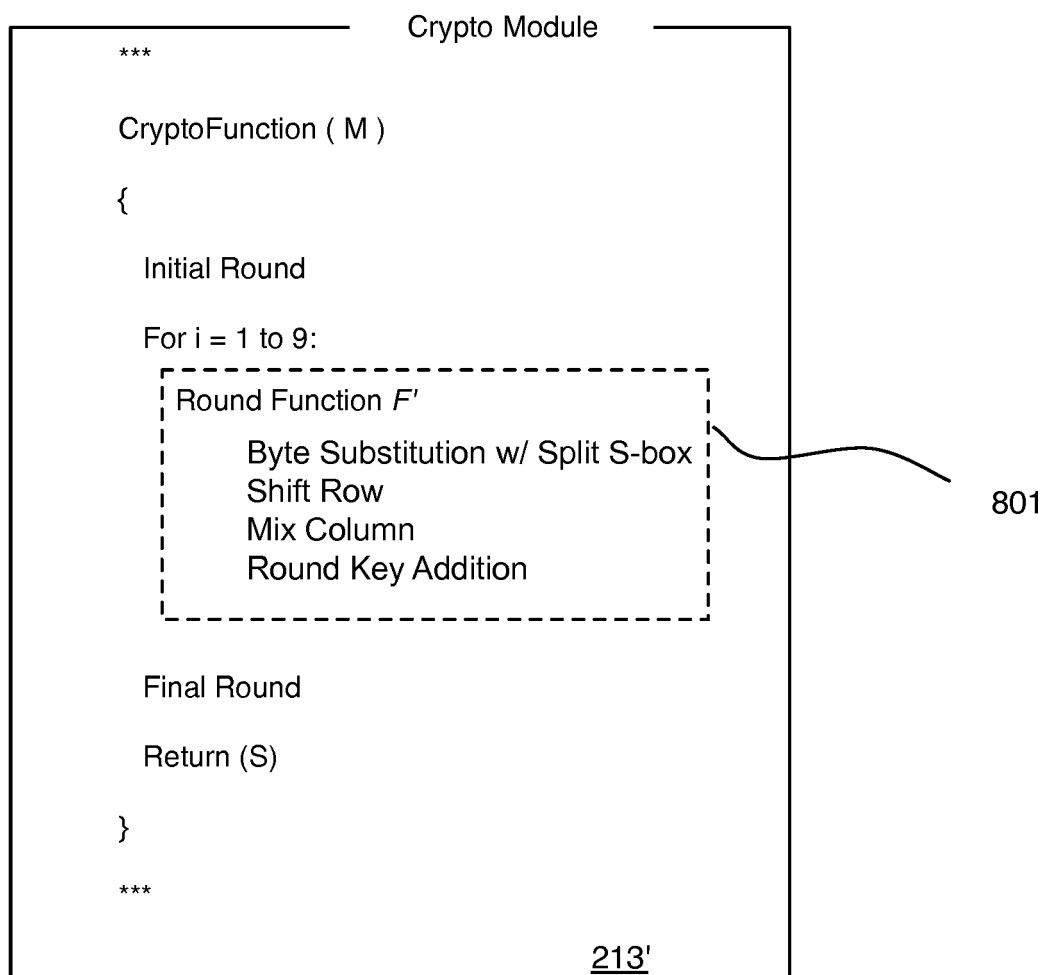 Crypto Module
***
CryptoFunction ( M )
{
Initial Round
For i = 1 to 9:
Round Function F'
Byte Substitution w/ Split S-box
Shift Row
Mix Column
Round Key Addition
801
Final Round
Return (S)
}
***
213'